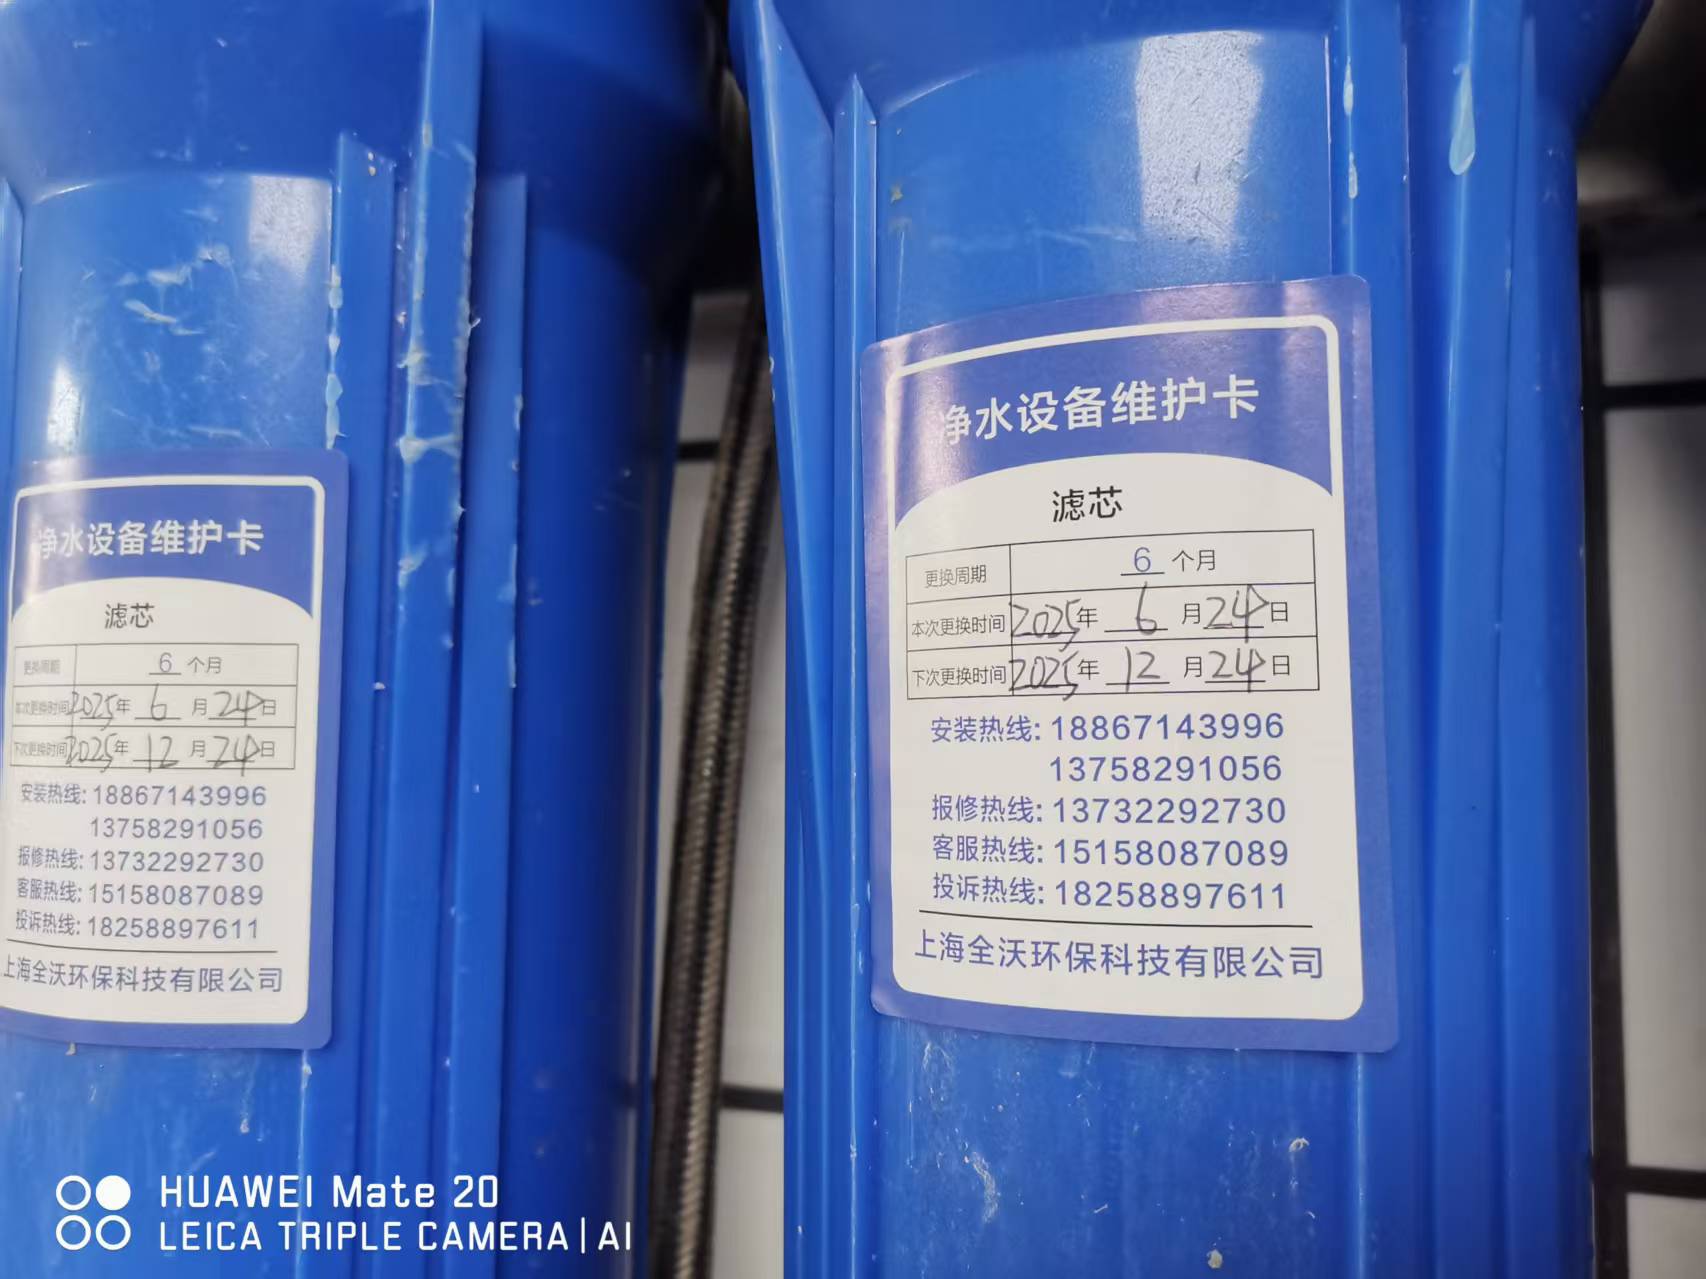 净水设备维护卡
滤芯
更换周期 6 个月
本次更换时间 2025年 6 月 24 日
下次更换时间 2025年 12 月 24 日
安装热线: 18867143996
13758291056
报修热线: 13732292730
客服热线: 15158087089
投诉热线: 18258897611
上海全沃环保科技有限公司
净水设备维护卡
滤芯
更换周期 6 个月
本次更换时间 2025年 6 月 24 日
下次更换时间 2025年 12 月 24 日
安装热线: 18867143996
13758291056
报修热线: 13732292730
客服热线: 15158087089
投诉热线: 18258897611
上海全沃环保科技有限公司
HUAWEI Mate 20
LEICA TRIPLE CAMERA | AI